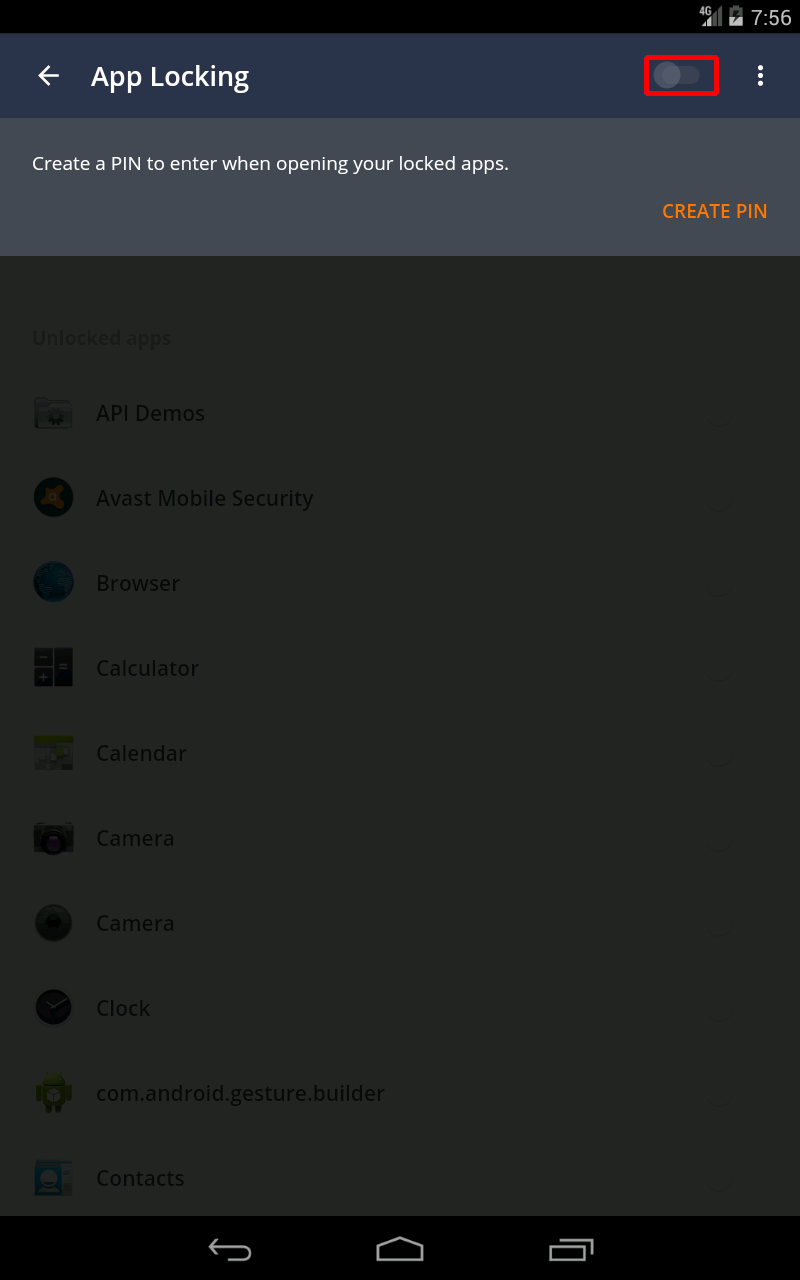 4G 7:56
App Locking
Create a PIN to enter when opening your locked apps.
CREATE PIN
Unlocked apps
API Demos
Avast Mobile Security
Browser
Calculator
Calendar
Camera
Camera
Clock
com.android.gesture.builder
Contacts